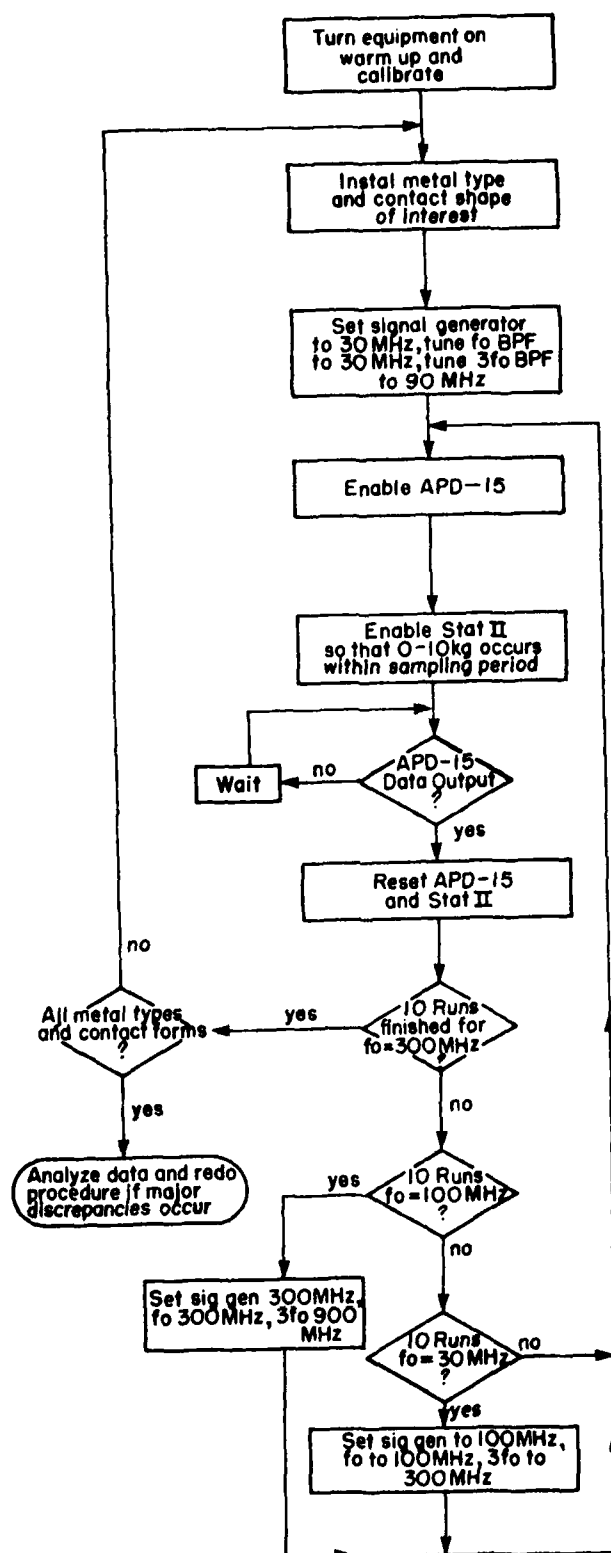 Turn equipment on
warm up and
calibrate
Instal metal type
and contact shape
of interest
Set signal generator
to 30 MHz, tune fo BPF
to 30 MHz, tune 3fo BPF
to 90 MHz
Enable APD-15
Enable Stat II
so that 0-10kg occurs
within sampling period
Wait
no
APD-15
Data Output
?
yes
Reset APD-15
and Stat II
no
All metal types
and contact forms
?
yes
10 Runs
finished for
fo=300MHz
?
yes
no
Analyze data and redo
procedure if major
discrepancies occur
yes
10 Runs
fo=100MHz
?
no
Set sig gen 300MHz,
fo 300MHz, 3fo 900
MHz
10 Runs
fo=30MHz
?
no
yes
Set sig gen to 100MHz,
fo to 100MHz, 3fo to
300MHz